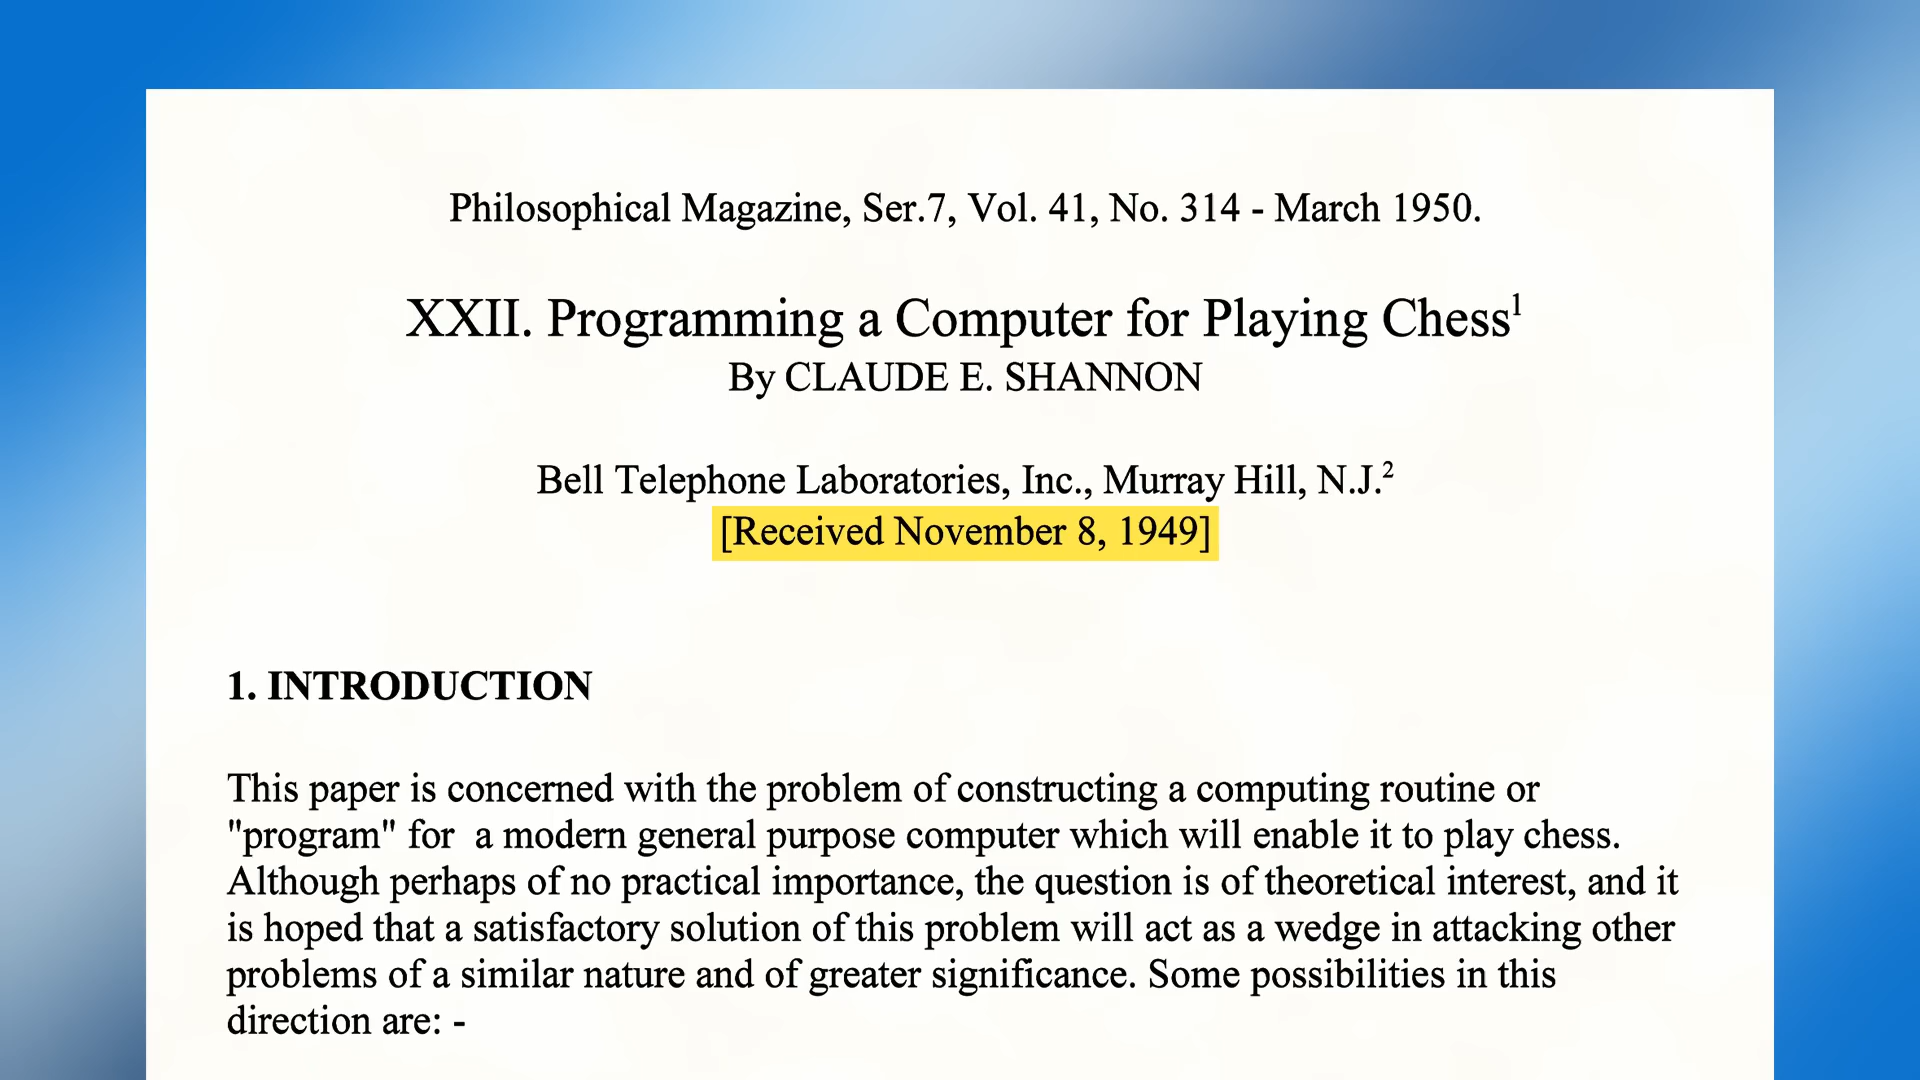 Philosophical Magazine, Ser.7, Vol. 41, No. 314 - March 1950.
XXII. Programming a Computer for Playing Chess¹
By CLAUDE E. SHANNON
Bell Telephone Laboratories, Inc., Murray Hill, N.J.²
[Received November 8, 1949]
1. INTRODUCTION
This paper is concerned with the problem of constructing a computing routine or
"program" for  a modern general purpose computer which will enable it to play chess.
Although perhaps of no practical importance, the question is of theoretical interest, and it
is hoped that a satisfactory solution of this problem will act as a wedge in attacking other
problems of a similar nature and of greater significance. Some possibilities in this
direction are: -